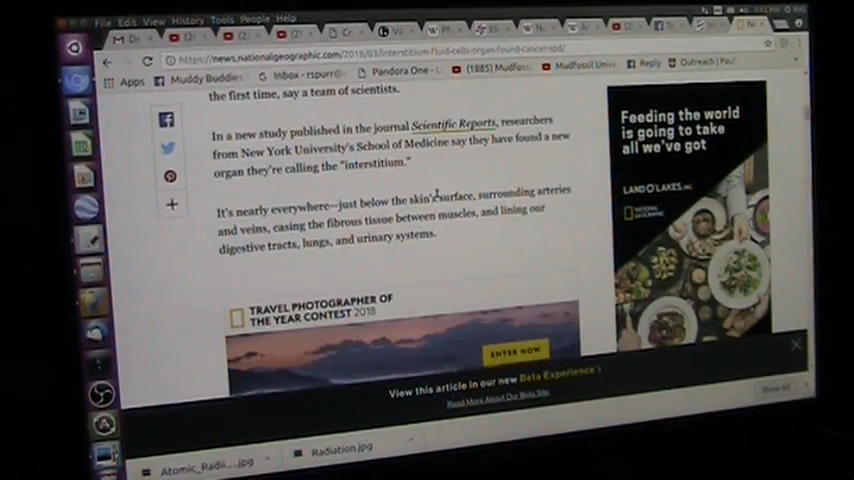 File Edit View History Tools People Help
https://news.nationalgeographic.com/2018/03/interstitium-fluid-cells-organ-found-cancer-spd/
Apps Muddy Buddies Inbox - rspurr@ Pandora One - L (1885) Mudfoss Mudfossil Univ Reply Outreach | Paul
the first time, say a team of scientists.
In a new study published in the journal Scientific Reports, researchers
from New York University's School of Medicine say they have found a new
organ they're calling the "interstitium."
It's nearly everywhere—just below the skin's surface, surrounding arteries
and veins, casing the fibrous tissue between muscles, and lining our
digestive tracts, lungs, and urinary systems.
Feeding the world
is going to take
all we've got
LAND O'LAKES, INC.
NATIONAL
GEOGRAPHIC
TRAVEL PHOTOGRAPHER OF
THE YEAR CONTEST 2018
ENTER NOW
View this article in our new Beta Experience >
Read More About Our Beta Site
Show all
Atomic_Radii....jpg
Radiation.jpg